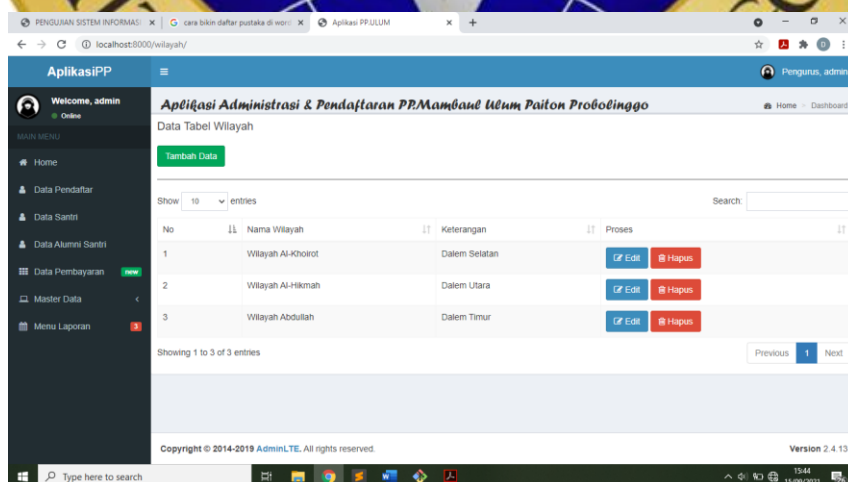 PENGUJIAN SISTEM INFORMASI
cara bikin daftar pustaka di word
Aplikasi PP.ULUM
localhost:8000/wilayah/
AplikasiPP
Pengurus, admin
Welcome, admin
Online
Aplikasi Administrasi & Pendaftaran PP.Mambaul Ulum Paiton Probolinggo
Home
Dashboard
MAIN MENU
Home
Data Pendaftar
Data Santri
Data Alumni Santri
Data Pembayaran new
Master Data
Menu Laporan 3
Data Tabel Wilayah
Tambah Data
Show 10 entries Search:
No Nama Wilayah Keterangan Proses
1 Wilayah Al-Khoirot Dalem Selatan Edit Hapus
2 Wilayah Al-Hikmah Dalem Utara Edit Hapus
3 Wilayah Abdullah Dalem Timur Edit Hapus
Showing 1 to 3 of 3 entries Previous 1 Next
Copyright © 2014-2019 AdminLTE. All rights reserved. Version 2.4.13
Type here to search
15:44